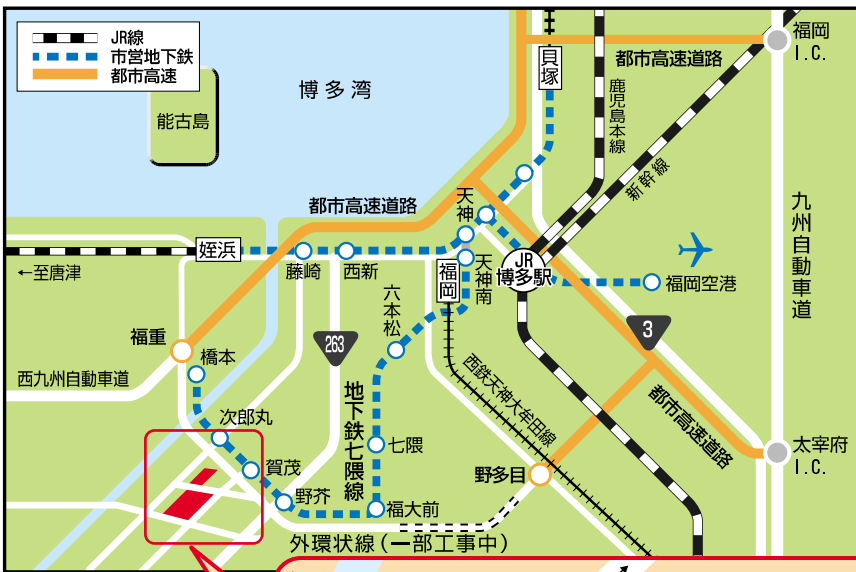 JR線
市営地下鉄
都市高速
博多湾
能古島
福岡
I.C.
都市高速道路
貝塚
鹿児島本線
新幹線
九州自動車道
都市高速道路
天神
姪浜
←至唐津
藤崎
西新
福岡
天神南
JR
博多駅
福岡空港
六本松
福重
橋本
263
3
西九州自動車道
地下鉄七隈線
西鉄天神大牟田線
都市高速道路
次郎丸
賀茂
七隈
野芥
福大前
野多目
太宰府
I.C.
外環状線(一部工事中)